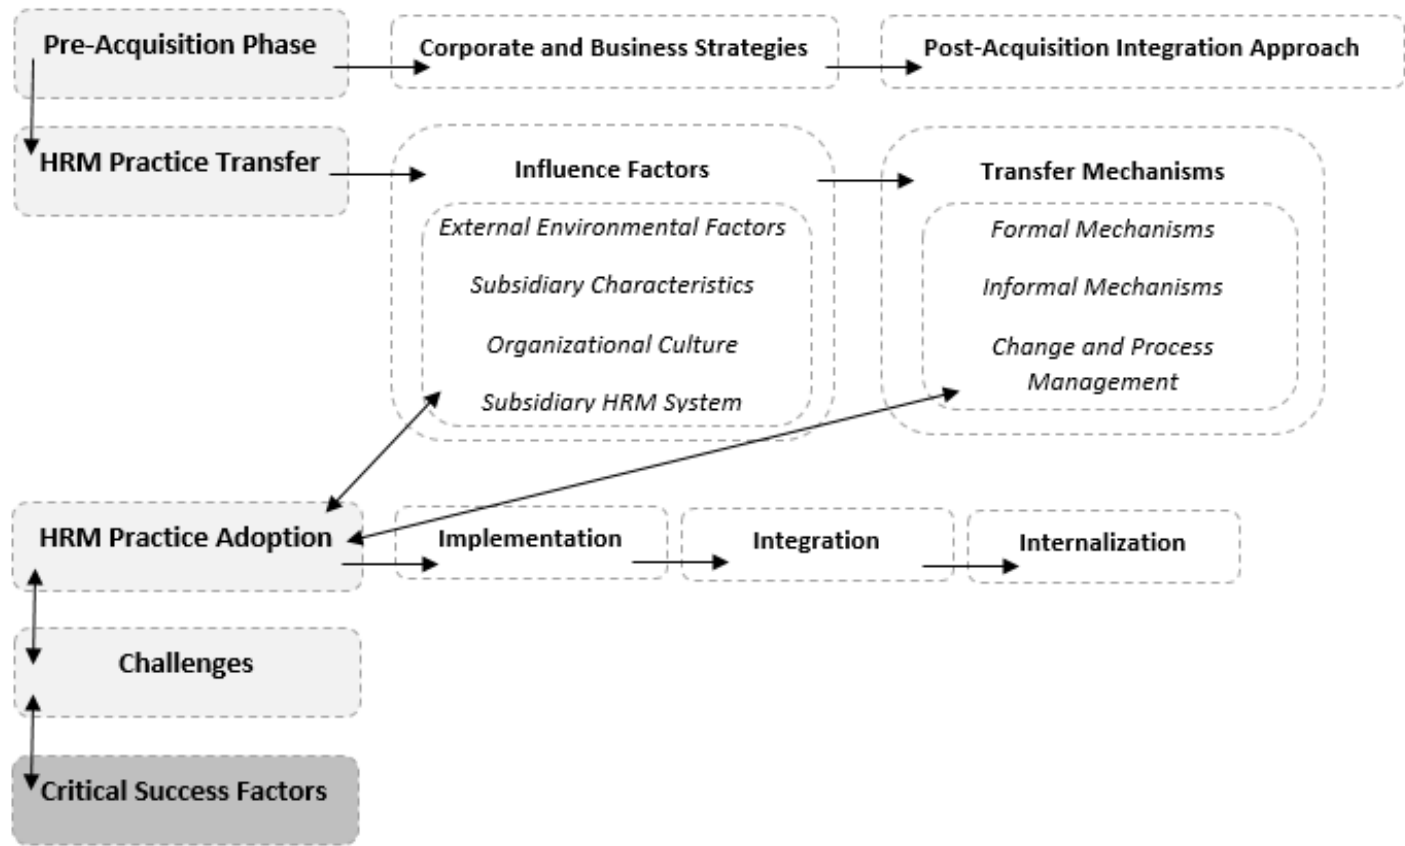 Pre-Acquisition Phase
Corporate and Business Strategies
Post-Acquisition Integration Approach
HRM Practice Transfer
Influence Factors
External Environmental Factors
Subsidiary Characteristics
Organizational Culture
Subsidiary HRM System
Transfer Mechanisms
Formal Mechanisms
Informal Mechanisms
Change and Process
Management
HRM Practice Adoption
Implementation
Integration
Internalization
Challenges
Critical Success Factors